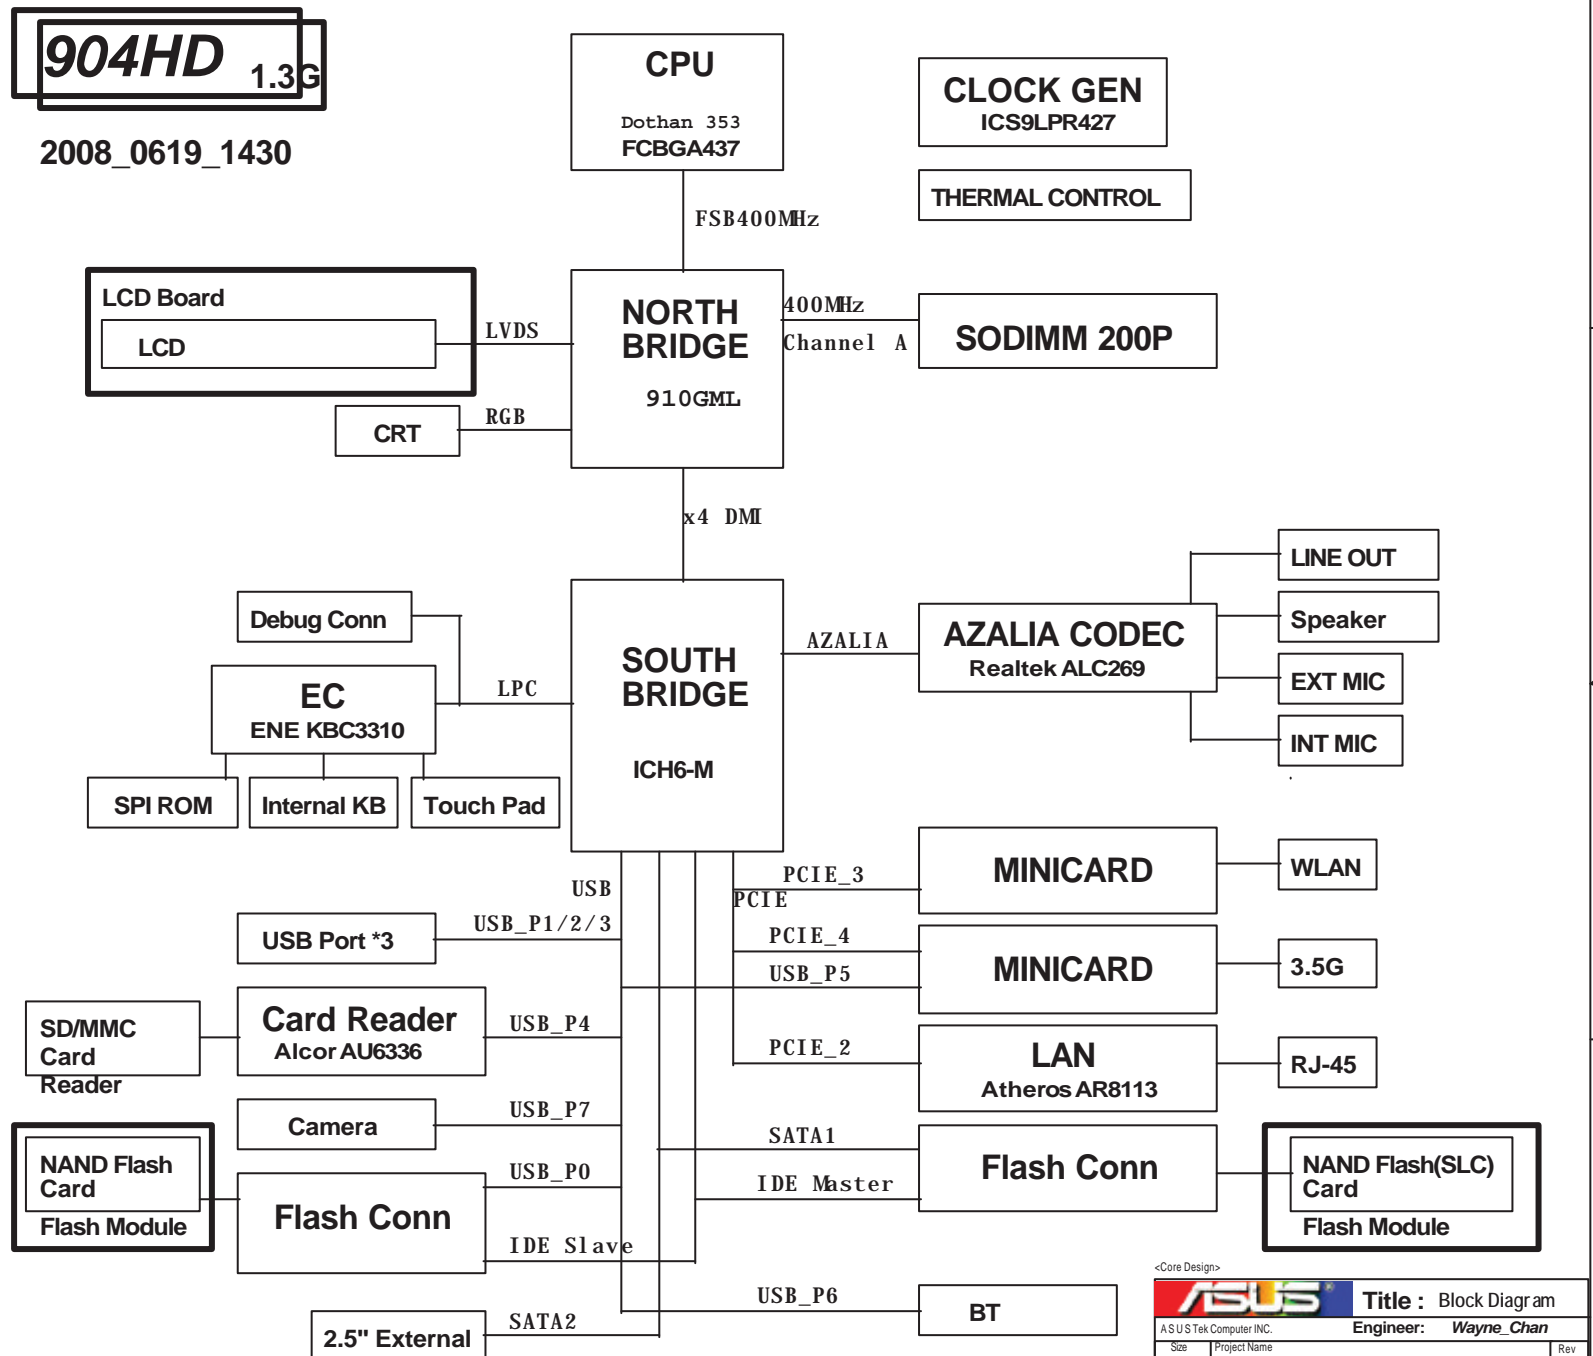 904HD 1.3G
2008_0619_1430
CPU
Dothan 353
FCBGA437
CLOCK GEN
ICS9LPR427
THERMAL CONTROL
FSB400MHz
LCD Board
LCD
LVDS
NORTH
BRIDGE
910GML
400MHz
Channel A
SODIMM 200P
CRT
RGB
x4 DMI
Debug Conn
EC
ENE KBC3310
LPC
SPI ROM
Internal KB
Touch Pad
SOUTH
BRIDGE
ICH6-M
AZALIA
AZALIA CODEC
Realtek ALC269
LINE OUT
Speaker
EXT MIC
INT MIC
USB
PCIE_3
PCIE
MINICARD
WLAN
USB Port *3
USB_P1/2/3
PCIE_4
USB_P5
MINICARD
3.5G
SD/MMC
Card
Reader
Card Reader
Alcor AU6336
USB_P4
PCIE_2
LAN
Atheros AR8113
RJ-45
Camera
USB_P7
NAND Flash
Card
Flash Module
Flash Conn
USB_P0
IDE Slave
SATA1
IDE Master
Flash Conn
NAND Flash(SLC)
Card
Flash Module
2.5" External
SATA2
USB_P6
BT
<Core Design>
ASUS
Title : Block Diagram
ASUSTek Computer INC.
Engineer: Wayne_Chan
Size Project Name Rev